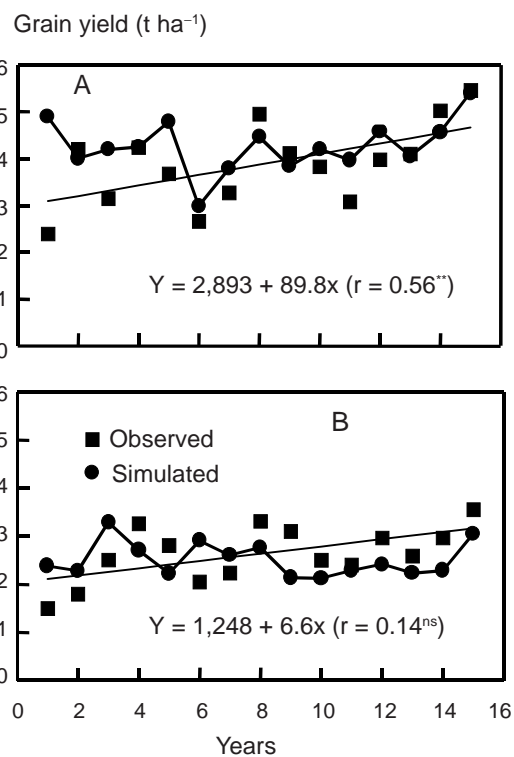 Grain yield (t ha⁻¹)
6
A
5
4
3
2
Y = 2,893 + 89.8x (r = 0.56**)
1
0
6
B
5
Observed
Simulated
4
3
2
Y = 1,248 + 6.6x (r = 0.14ns)
1
0
0 2 4 6 8 10 12 14 16
Years